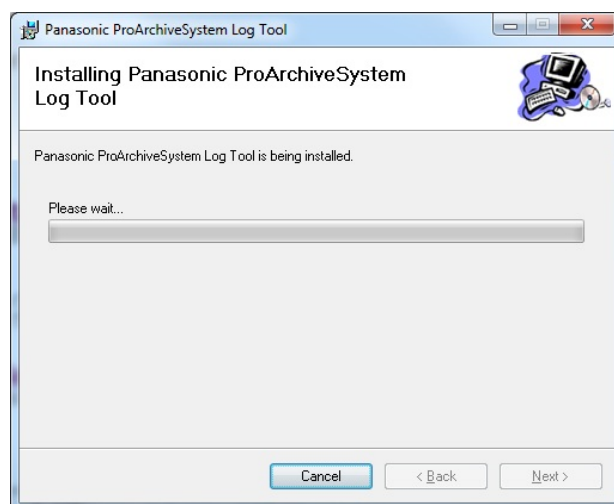 Panasonic ProArchiveSystem Log Tool
Installing Panasonic ProArchiveSystem
Log Tool
Panasonic ProArchiveSystem Log Tool is being installed.
Please wait...
Cancel
< Back
Next >